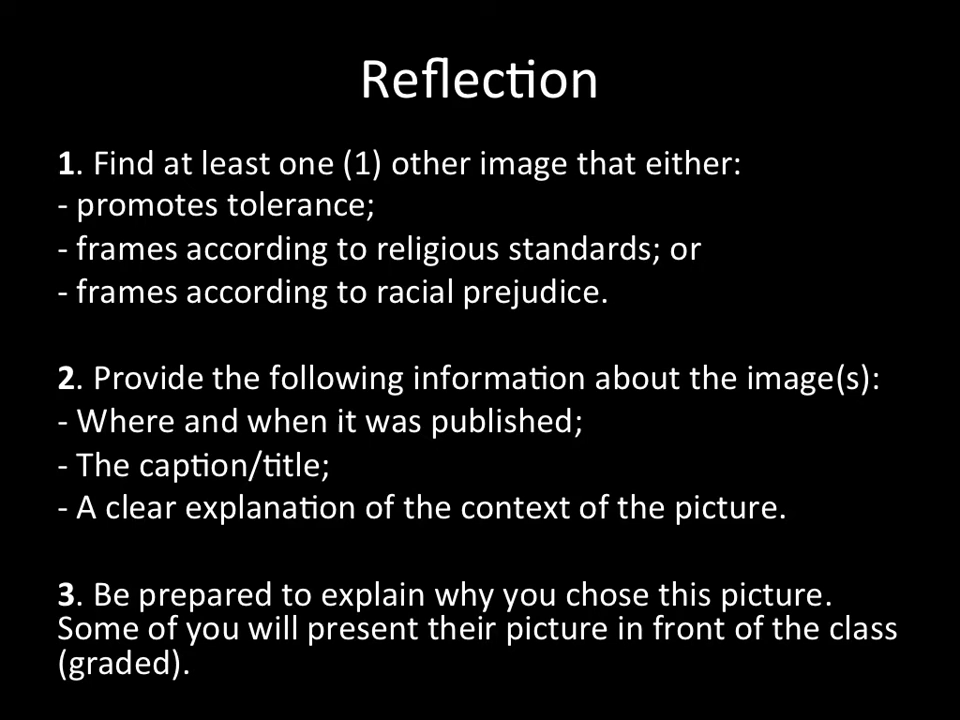 Reflection
1. Find at least one (1) other image that either:
- promotes tolerance;
- frames according to religious standards; or
- frames according to racial prejudice.
2. Provide the following information about the image(s):
- Where and when it was published;
- The caption/title;
- A clear explanation of the context of the picture.
3. Be prepared to explain why you chose this picture.
Some of you will present their picture in front of the class
(graded).